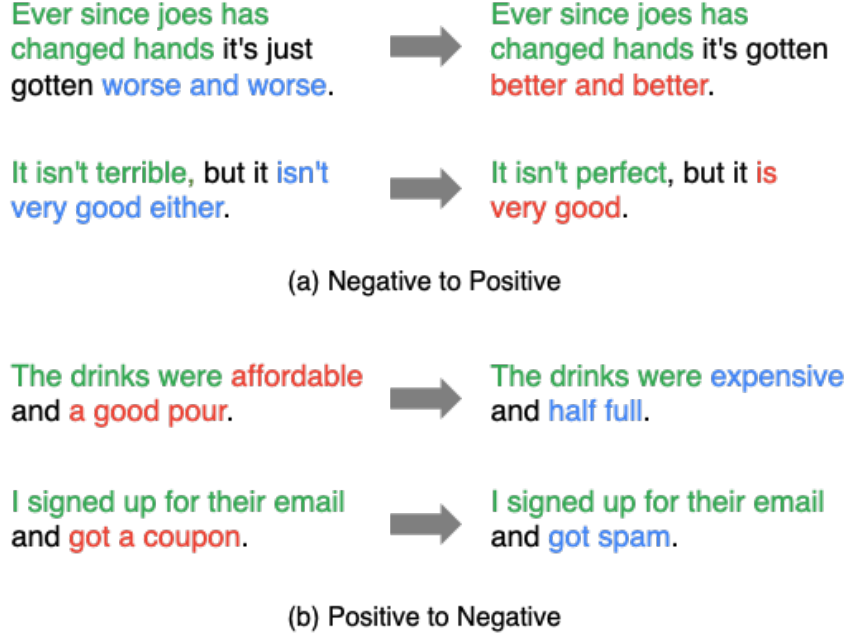 Ever since joes has
changed hands it's just
gotten worse and worse.
Ever since joes has
changed hands it's gotten
better and better.
It isn't terrible, but it isn't
very good either.
It isn't perfect, but it is
very good.
(a) Negative to Positive
The drinks were affordable
and a good pour.
The drinks were expensive
and half full.
I signed up for their email
and got a coupon.
I signed up for their email
and got spam.
(b) Positive to Negative